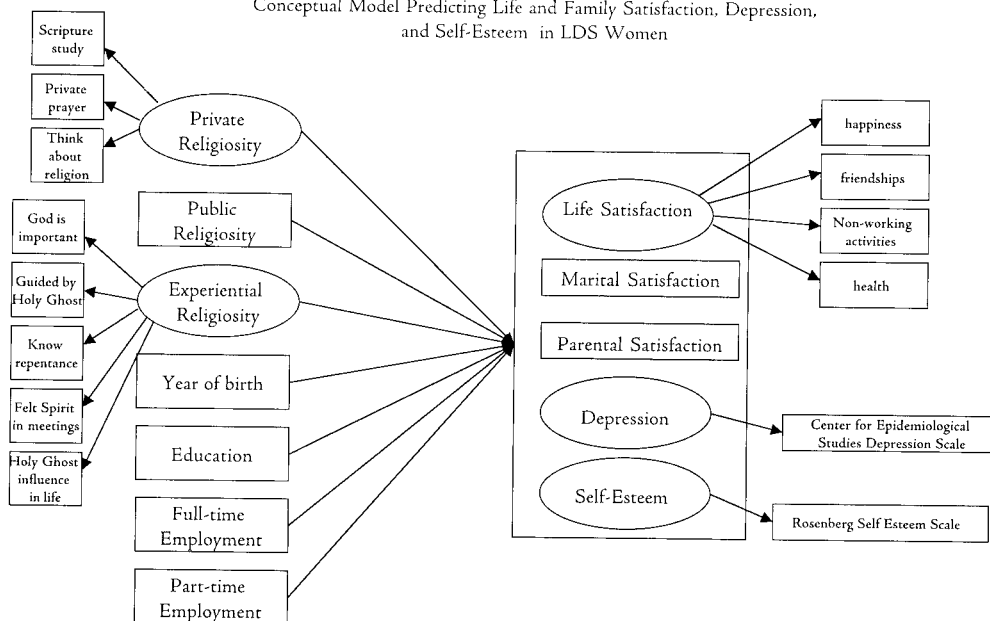 Conceptual Model Predicting Life and Family Satisfaction, Depression,
and Self-Esteem in LDS Women
Scripture
study
Private
prayer
Think
about
religion
Private
Religiosity
Public
Religiosity
God is
important
Guided by
Holy Ghost
Know
repentance
Felt Spirit
in meetings
Holy Ghost
influence
in life
Experiential
Religiosity
Year of birth
Education
Full-time
Employment
Part-time
Employment
Life Satisfaction
Marital Satisfaction
Parental Satisfaction
Depression
Self-Esteem
happiness
friendships
Non-working
activities
health
Center for Epidemiological
Studies Depression Scale
Rosenberg Self Esteem Scale